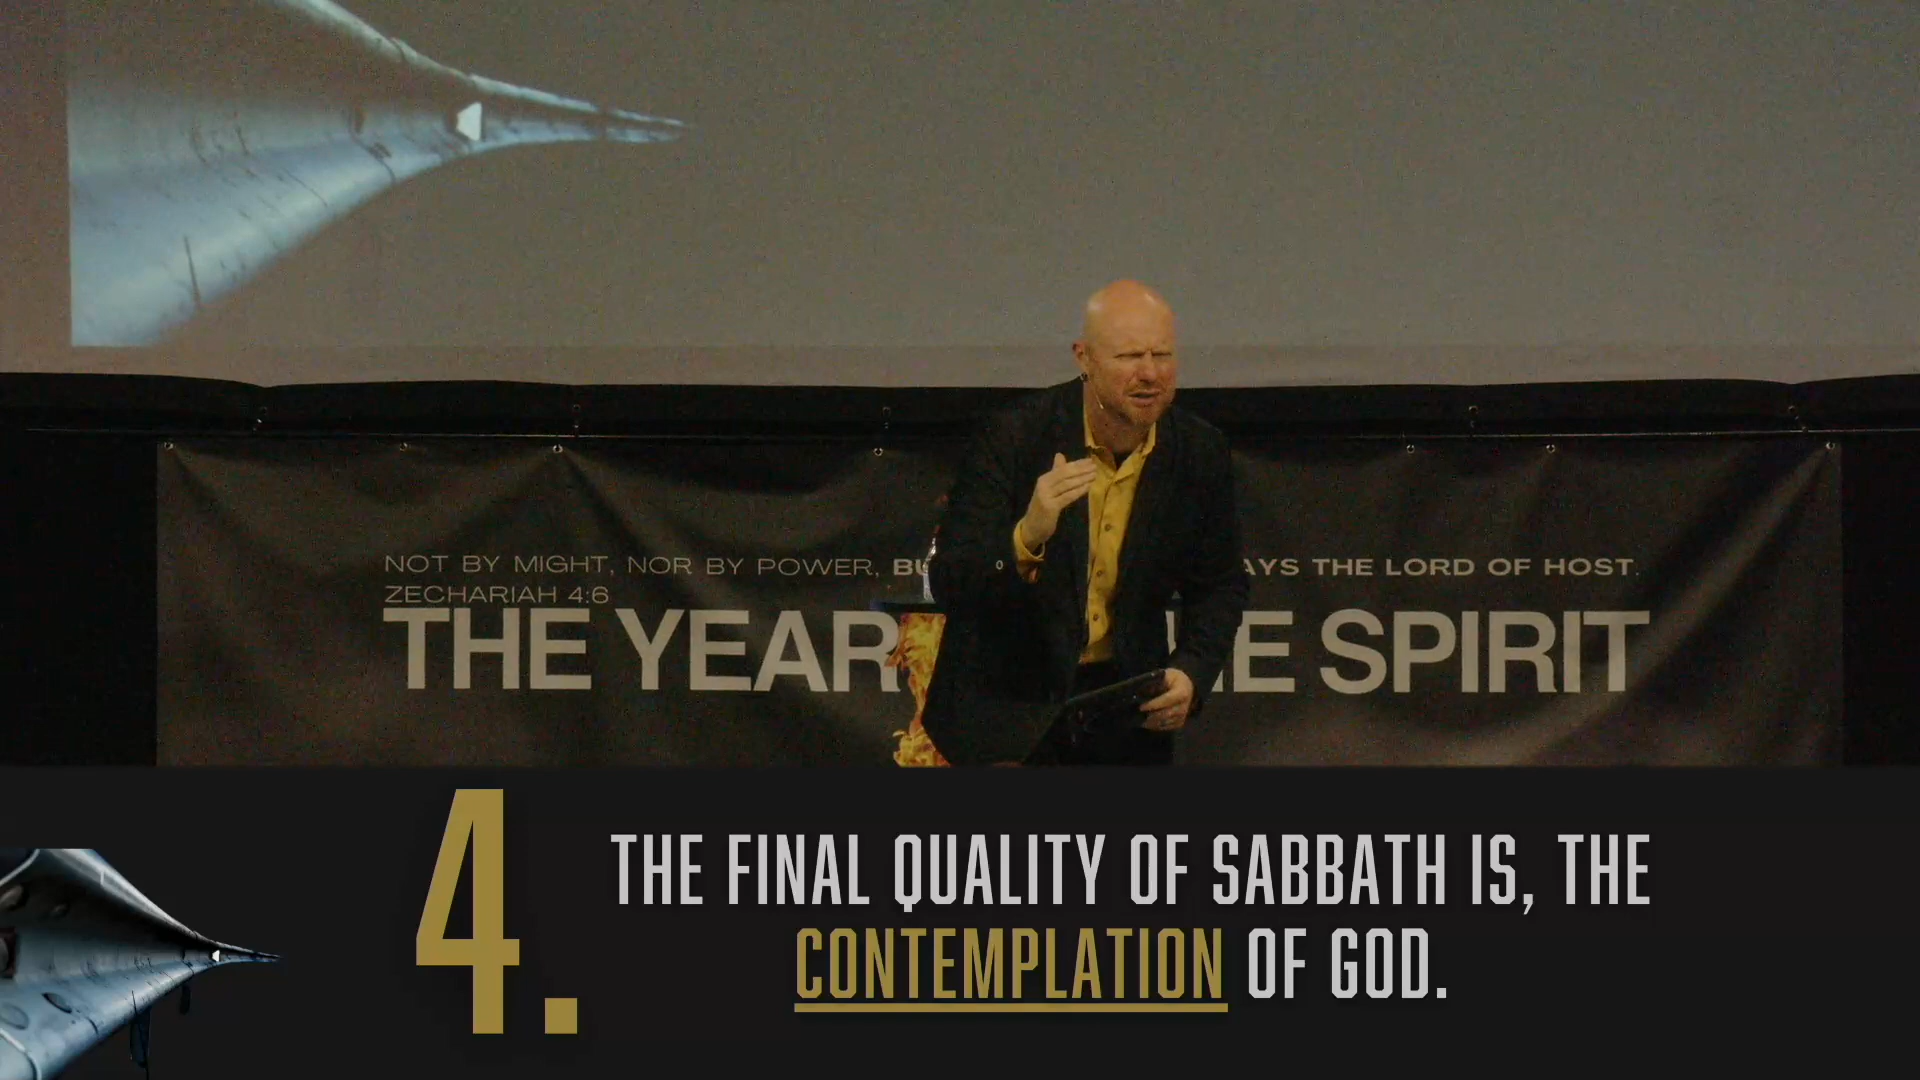 NOT BY MIGHT, NOR BY POWER, BU AYS THE LORD OF HOST.
ZECHARIAH 4:6
THE YEAR E SPIRIT
4. THE FINAL QUALITY OF SABBATH IS, THE
CONTEMPLATION OF GOD.